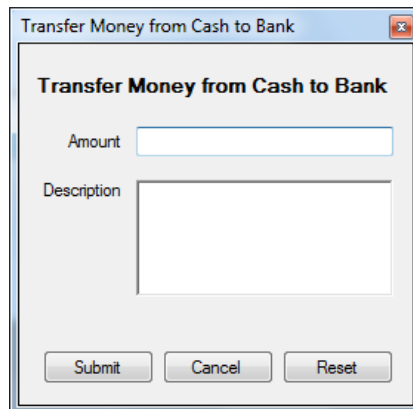 Transfer Money from Cash to Bank
Transfer Money from Cash to Bank
Amount
Description
Submit Cancel Reset